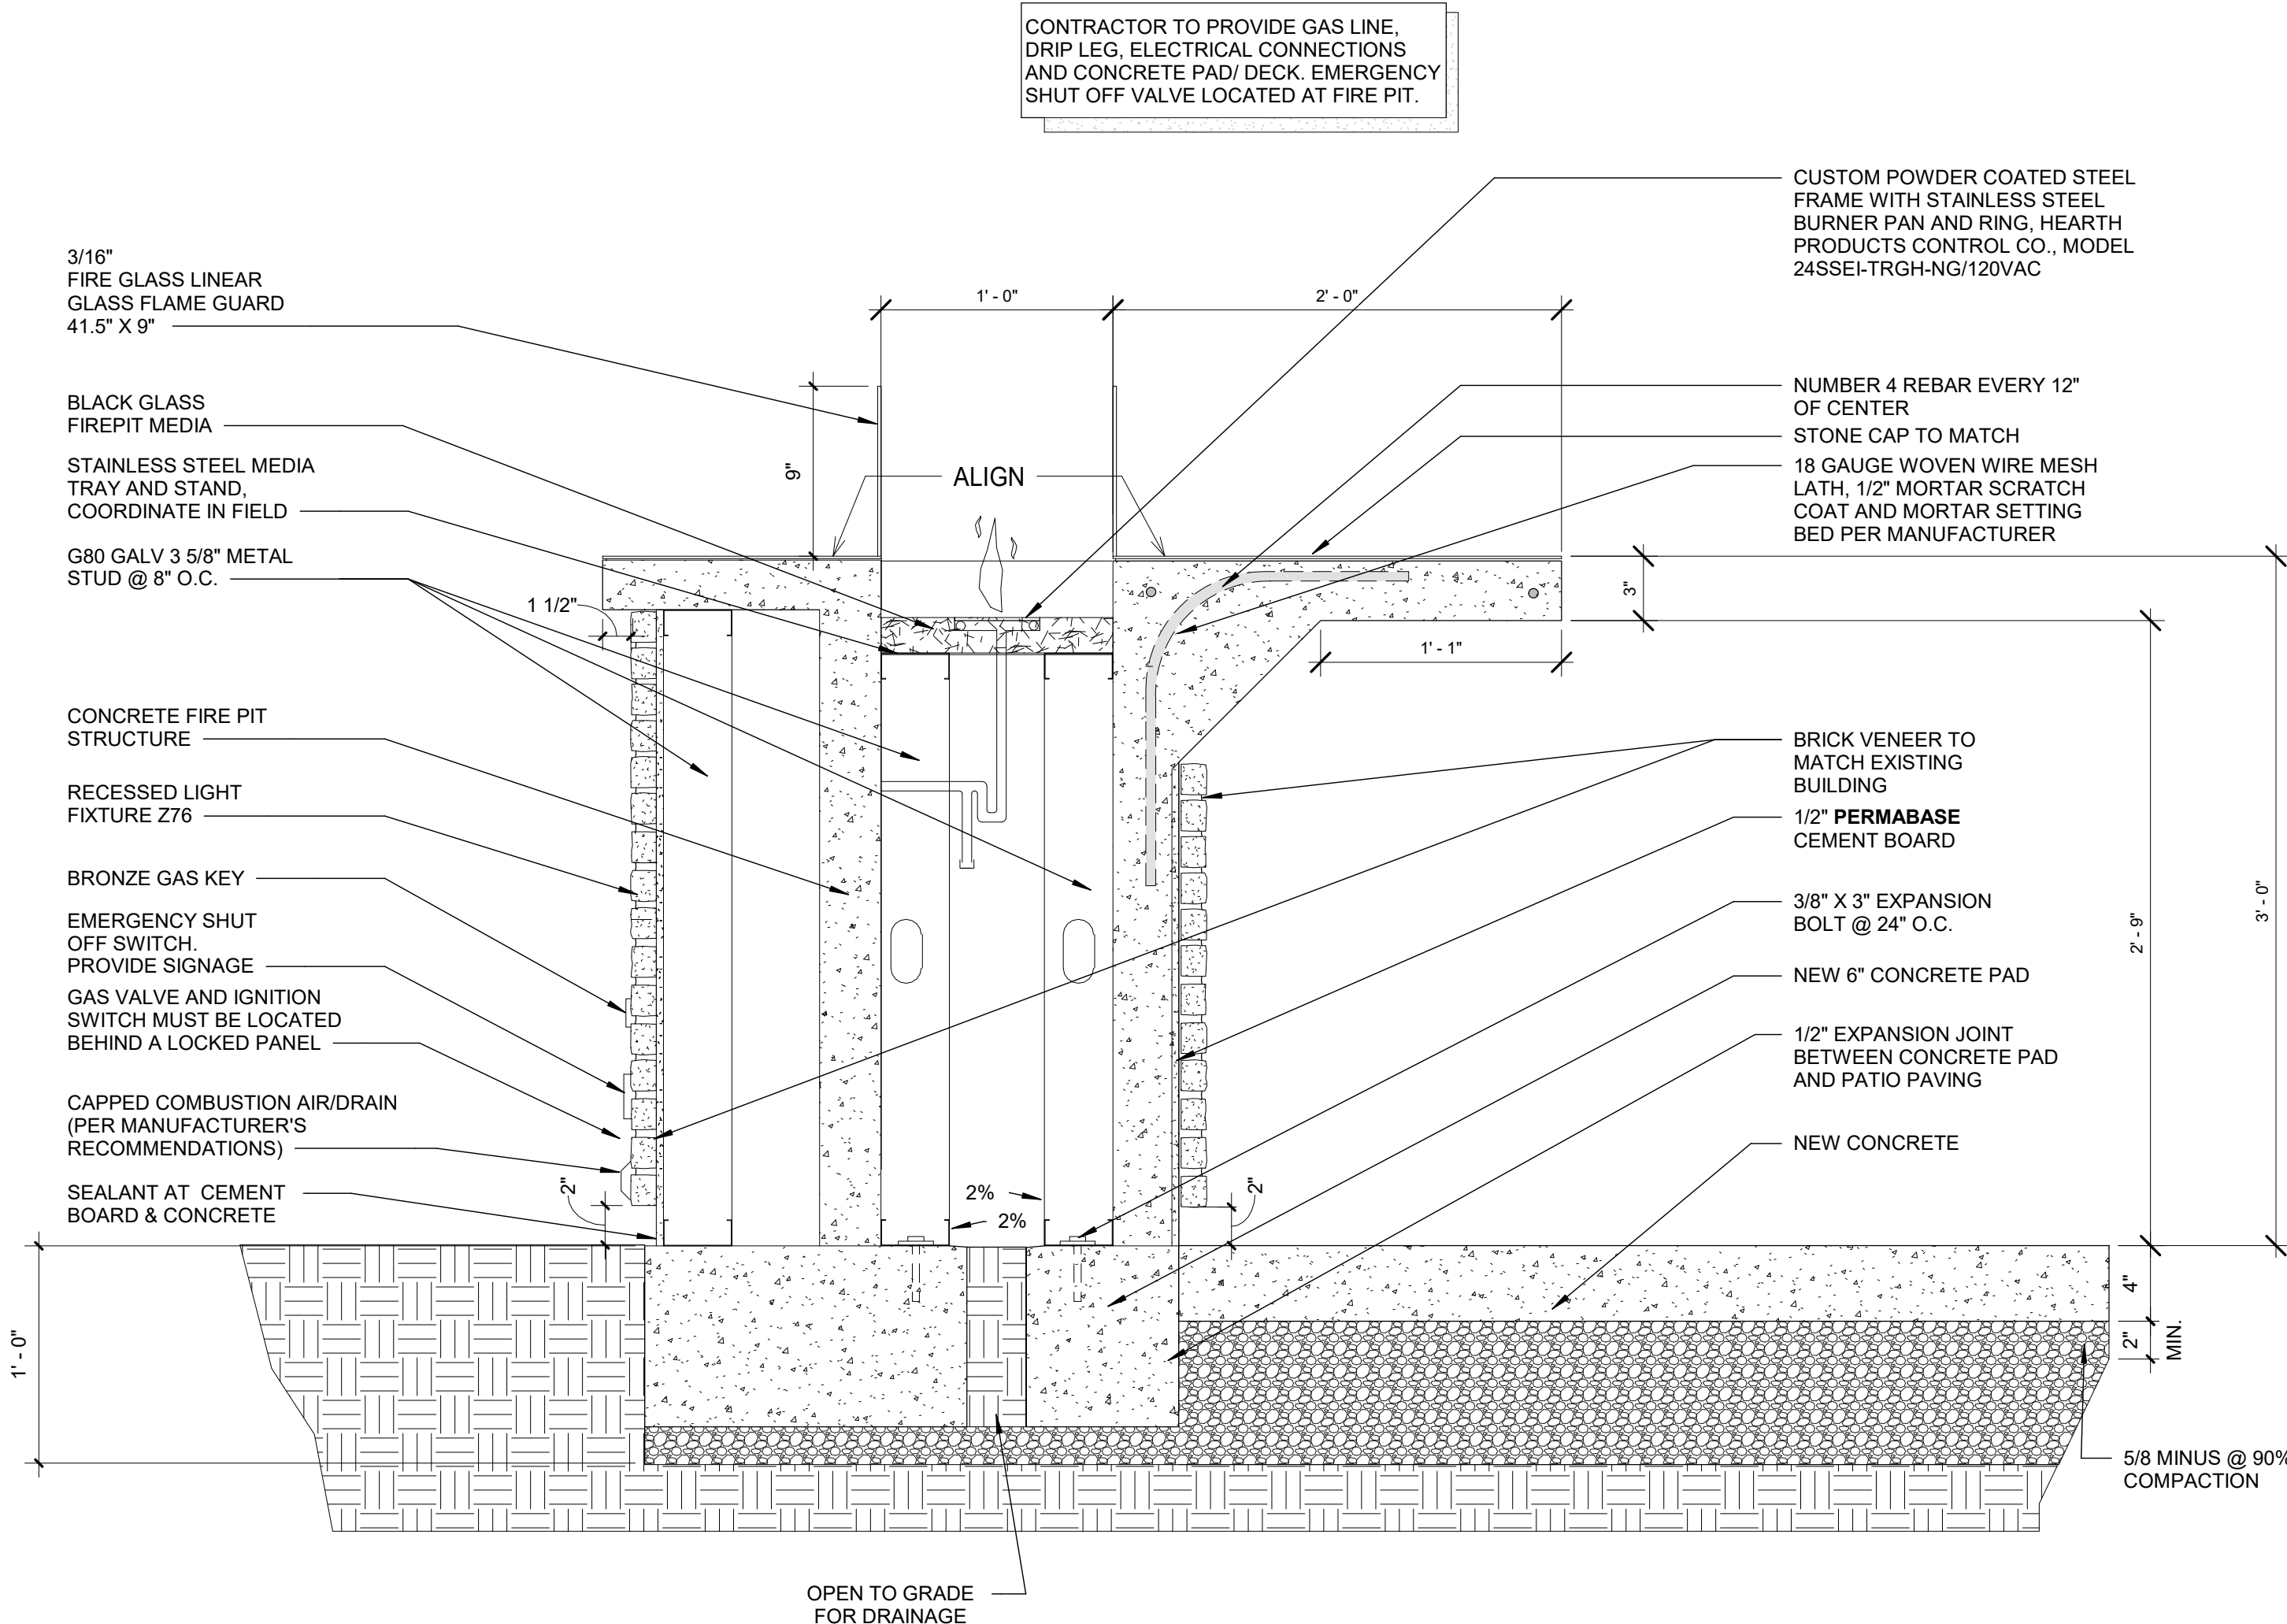 CONTRACTOR TO PROVIDE GAS LINE,
DRIP LEG, ELECTRICAL CONNECTIONS
AND CONCRETE PAD/ DECK. EMERGENCY
SHUT OFF VALVE LOCATED AT FIRE PIT.
3/16"
FIRE GLASS LINEAR
GLASS FLAME GUARD
41.5" X 9"
BLACK GLASS
FIREPIT MEDIA
STAINLESS STEEL MEDIA
TRAY AND STAND,
COORDINATE IN FIELD
G80 GALV 3 5/8" METAL
STUD @ 8" O.C.
CONCRETE FIRE PIT
STRUCTURE
RECESSED LIGHT
FIXTURE Z76
BRONZE GAS KEY
EMERGENCY SHUT
OFF SWITCH.
PROVIDE SIGNAGE
GAS VALVE AND IGNITION
SWITCH MUST BE LOCATED
BEHIND A LOCKED PANEL
CAPPED COMBUSTION AIR/DRAIN
(PER MANUFACTURER'S
RECOMMENDATIONS)
SEALANT AT CEMENT
BOARD & CONCRETE
1' - 0"
1' - 0"
2' - 0"
9"
ALIGN
1 1/2"
3"
1' - 1"
2' - 9"
3' - 0"
2"
2%
2%
2"
4"
2"
MIN.
CUSTOM POWDER COATED STEEL
FRAME WITH STAINLESS STEEL
BURNER PAN AND RING, HEARTH
PRODUCTS CONTROL CO., MODEL
24SSEI-TRGH-NG/120VAC
NUMBER 4 REBAR EVERY 12"
OF CENTER
STONE CAP TO MATCH
18 GAUGE WOVEN WIRE MESH
LATH, 1/2" MORTAR SCRATCH
COAT AND MORTAR SETTING
BED PER MANUFACTURER
BRICK VENEER TO
MATCH EXISTING
BUILDING
1/2" PERMABASE
CEMENT BOARD
3/8" X 3" EXPANSION
BOLT @ 24" O.C.
NEW 6" CONCRETE PAD
1/2" EXPANSION JOINT
BETWEEN CONCRETE PAD
AND PATIO PAVING
NEW CONCRETE
5/8 MINUS @ 90%
COMPACTION
OPEN TO GRADE
FOR DRAINAGE